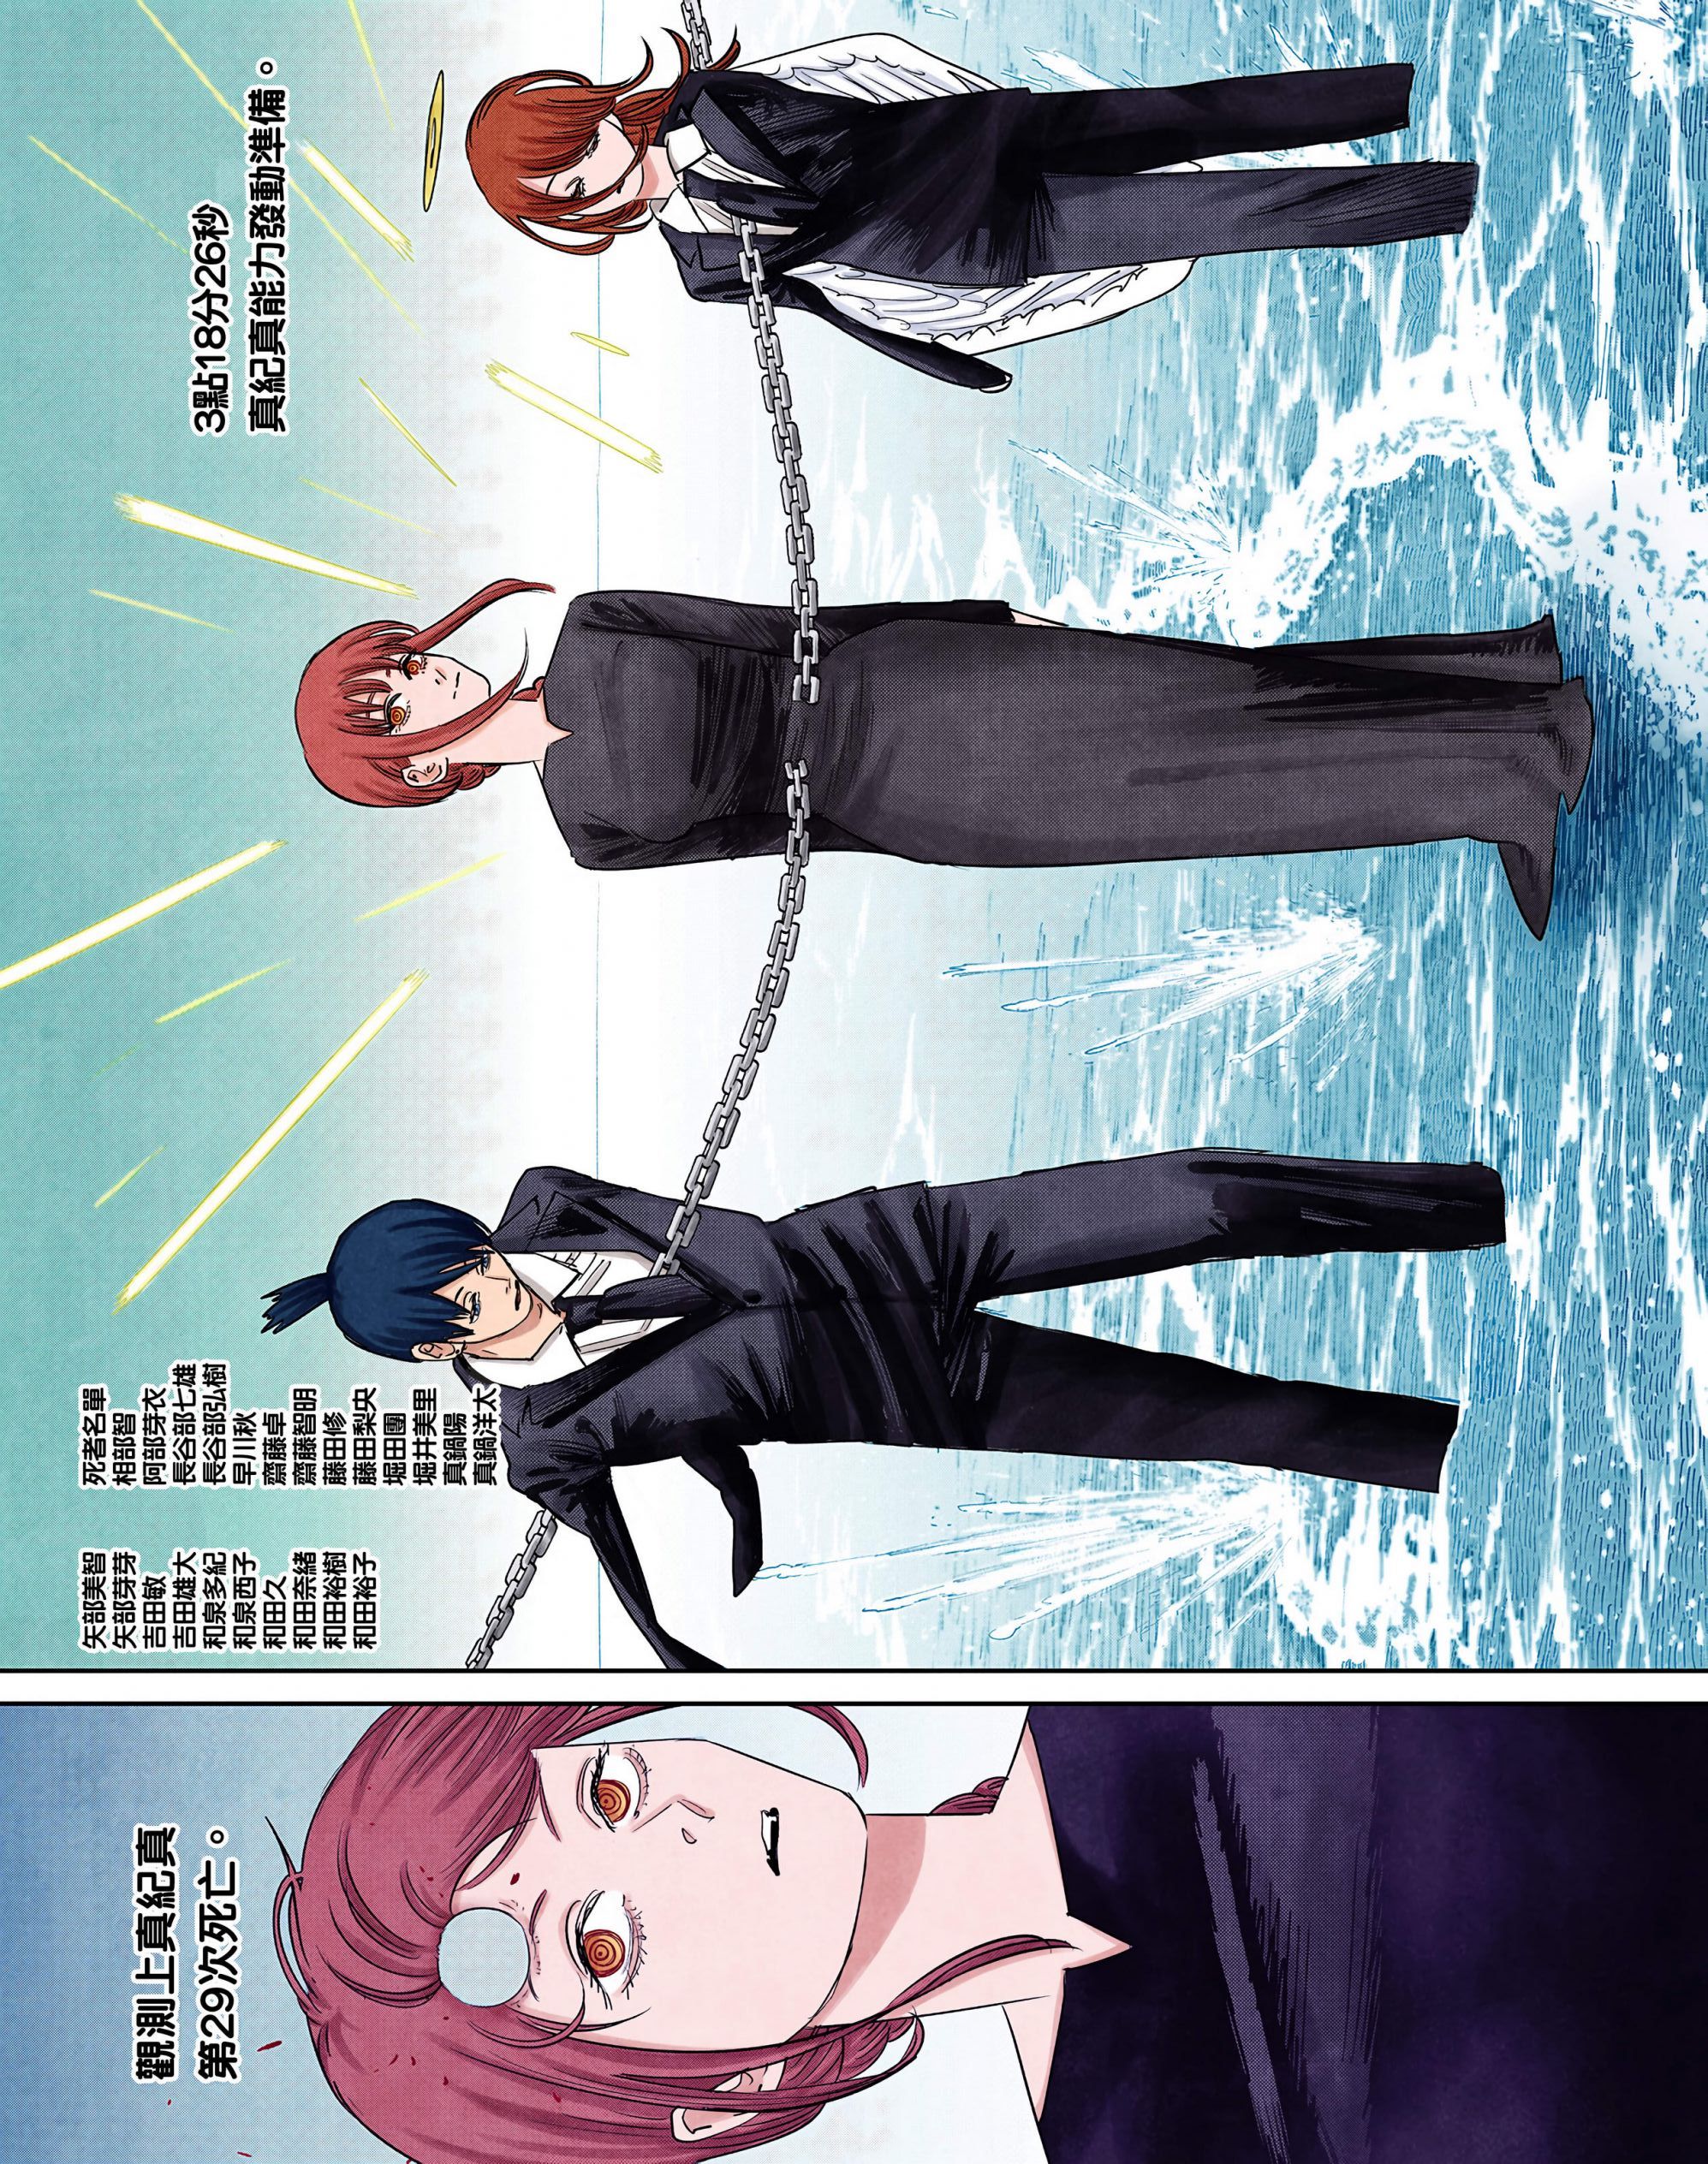 3點18分26秒
真紀真能力發動準備。
死者名單
相部智
阿部芽衣
長谷部七雄
長谷部弘樹
早川秋
齋藤卓
齋藤智明
藤田修
藤田梨央
堀田團
堀井美里
真鍋陽
真鍋洋太
矢部美智
矢部芽芽
吉田敏
吉田雄大
和泉多紀
和泉西子
和田久
和田奈緒
和田裕樹
和田裕子
觀測上真紀真
第29次死亡。